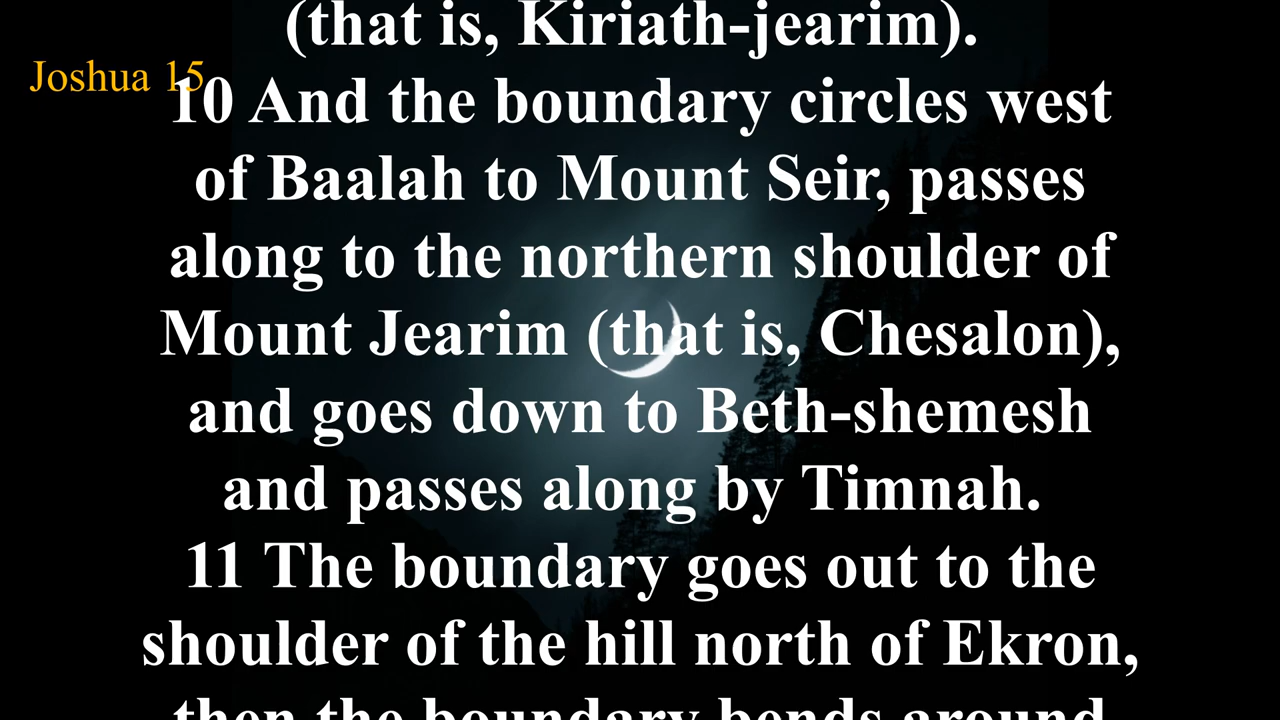 (that is, Kiriath-jearim).
Joshua 15
10 And the boundary circles west
of Baalah to Mount Seir, passes
along to the northern shoulder of
Mount Jearim (that is, Chesalon),
and goes down to Beth-shemesh
and passes along by Timnah.
11 The boundary goes out to the
shoulder of the hill north of Ekron,
then the boundary bends around